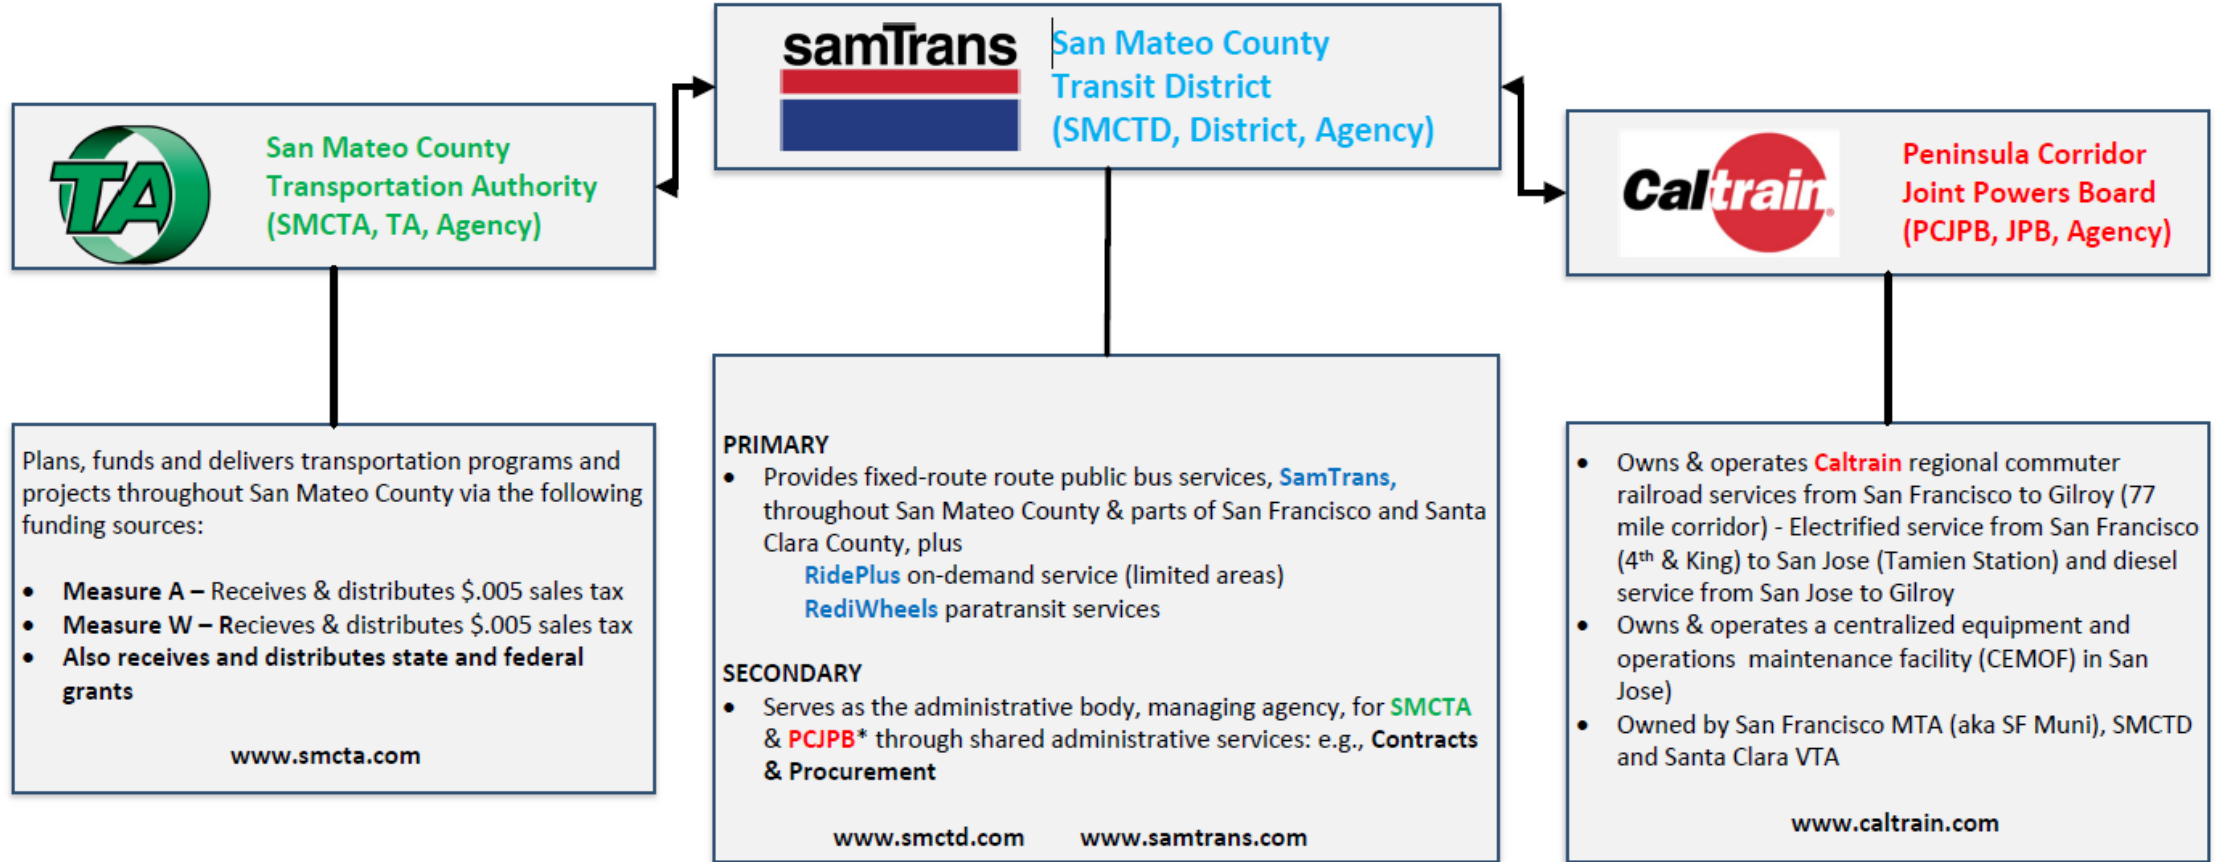 TA
San Mateo County
Transportation Authority
(SMCTA, TA, Agency)
Plans, funds and delivers transportation programs and
projects throughout San Mateo County via the following
funding sources:
• Measure A – Receives & distributes $.005 sales tax
• Measure W – Recieves & distributes $.005 sales tax
• Also receives and distributes state and federal
grants
www.smcta.com
samTrans
San Mateo County
Transit District
(SMCTD, District, Agency)
PRIMARY
• Provides fixed-route route public bus services, SamTrans,
throughout San Mateo County & parts of San Francisco and Santa
Clara County, plus
RidePlus on-demand service (limited areas)
RediWheels paratransit services
SECONDARY
• Serves as the administrative body, managing agency, for SMCTA
& PCJPB* through shared administrative services: e.g., Contracts
& Procurement
www.smctd.com www.samtrans.com
Caltrain®
Peninsula Corridor
Joint Powers Board
(PCJPB, JPB, Agency)
• Owns & operates Caltrain regional commuter
railroad services from San Francisco to Gilroy (77
mile corridor) - Electrified service from San Francisco
(4th & King) to San Jose (Tamien Station) and diesel
service from San Jose to Gilroy
• Owns & operates a centralized equipment and
operations maintenance facility (CEMOF) in San
Jose)
• Owned by San Francisco MTA (aka SF Muni), SMCTD
and Santa Clara VTA
www.caltrain.com